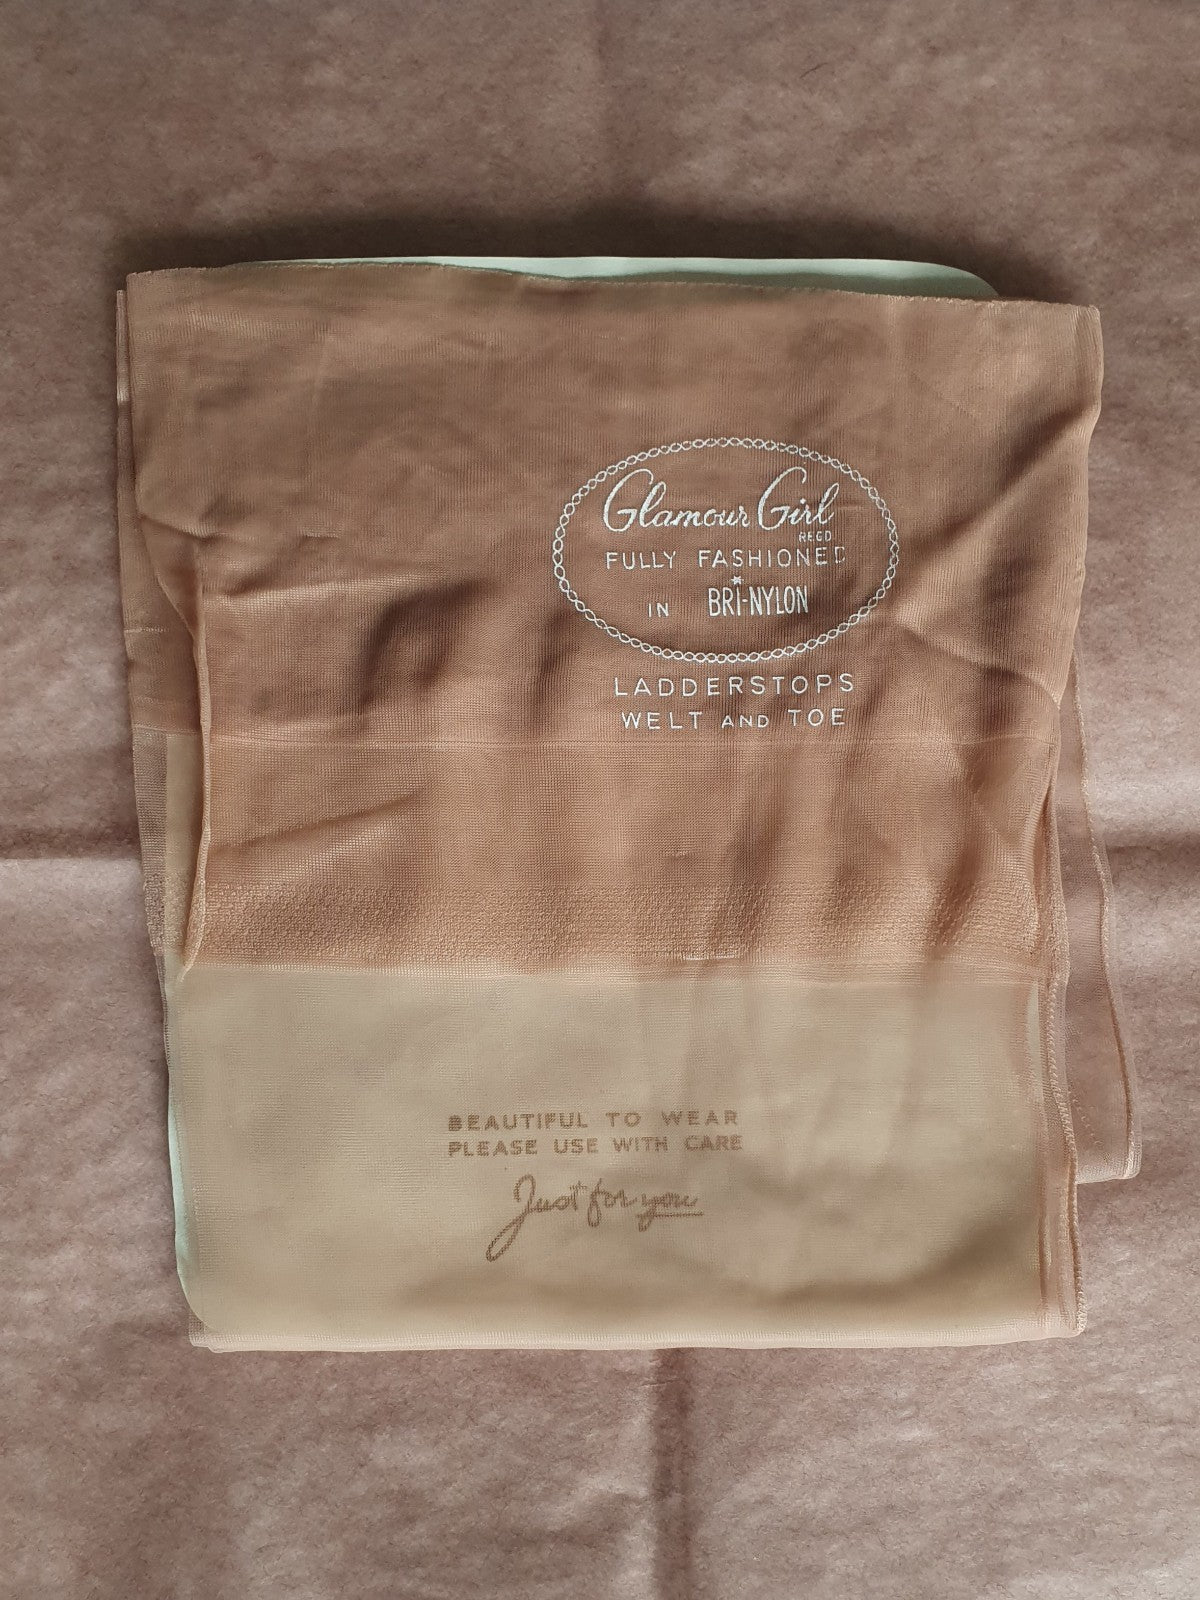 Glamour Girl
REGD
FULLY FASHIONED
IN BRI-NYLON
LADDERSTOPS
WELT AND TOE
BEAUTIFUL TO WEAR
PLEASE USE WITH CARE
Just for you